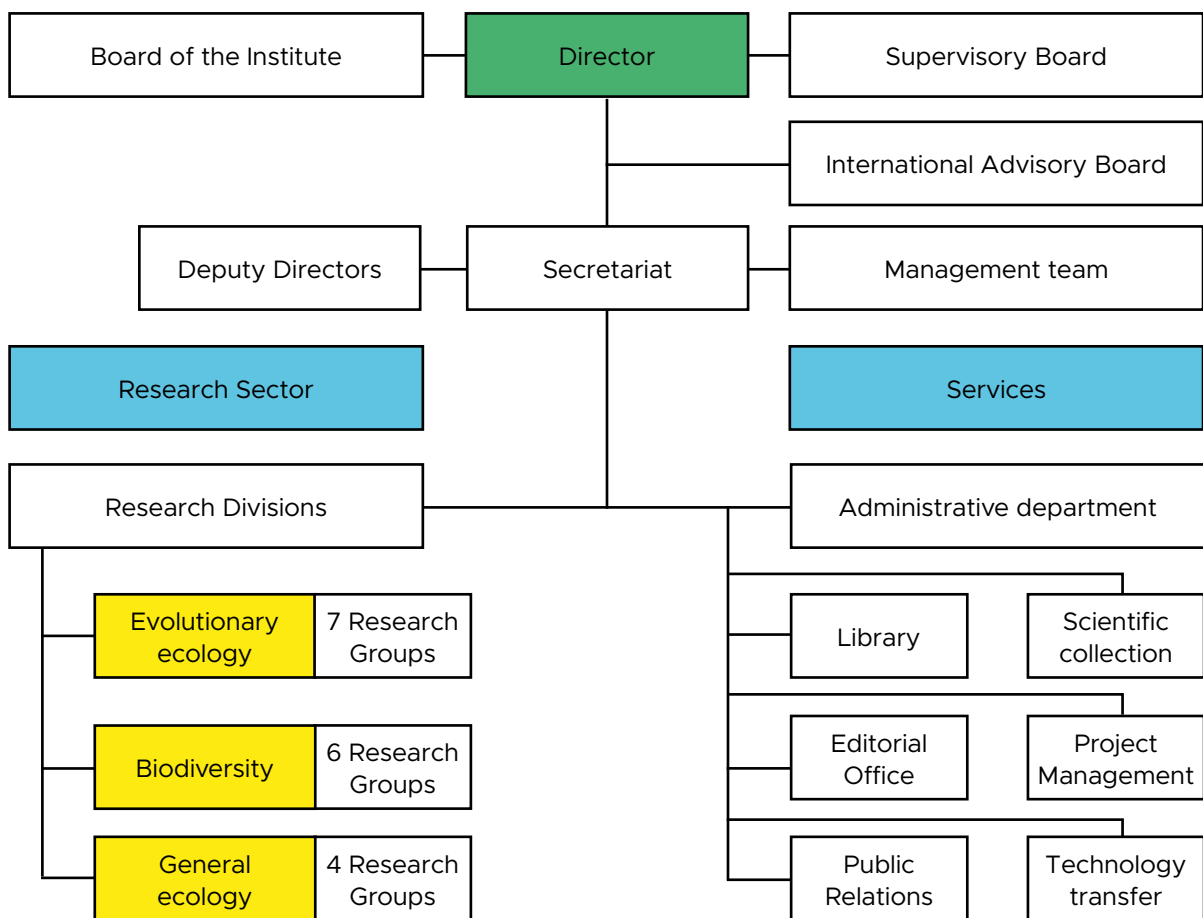 Board of the Institute
Director
Supervisory Board
International Advisory Board
Deputy Directors
Secretariat
Management team
Research Sector
Services
Research Divisions
Administrative department
Evolutionary
ecology
7 Research
Groups
Library
Scientific
collection
Biodiversity
6 Research
Groups
Editorial
Office
Project
Management
General
ecology
4 Research
Groups
Public
Relations
Technology
transfer